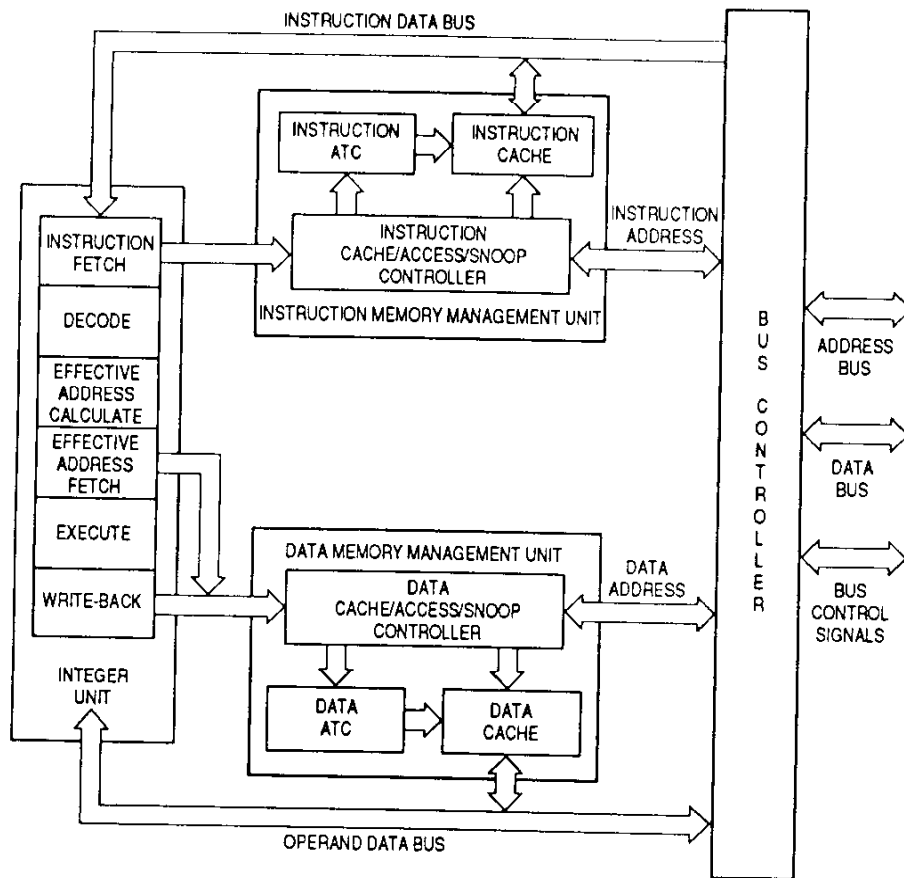 INSTRUCTION DATA BUS
INSTRUCTION
ATC
INSTRUCTION
CACHE
INSTRUCTION
CACHE/ACCESS/SNOOP
CONTROLLER
INSTRUCTION MEMORY MANAGEMENT UNIT
INSTRUCTION
ADDRESS
INSTRUCTION
FETCH
DECODE
EFFECTIVE
ADDRESS
CALCULATE
EFFECTIVE
ADDRESS
FETCH
EXECUTE
WRITE-BACK
INTEGER
UNIT
DATA MEMORY MANAGEMENT UNIT
DATA
CACHE/ACCESS/SNOOP
CONTROLLER
DATA
ATC
DATA
CACHE
DATA
ADDRESS
OPERAND DATA BUS
BUS CONTROLLER
ADDRESS
BUS
DATA
BUS
BUS
CONTROL
SIGNALS